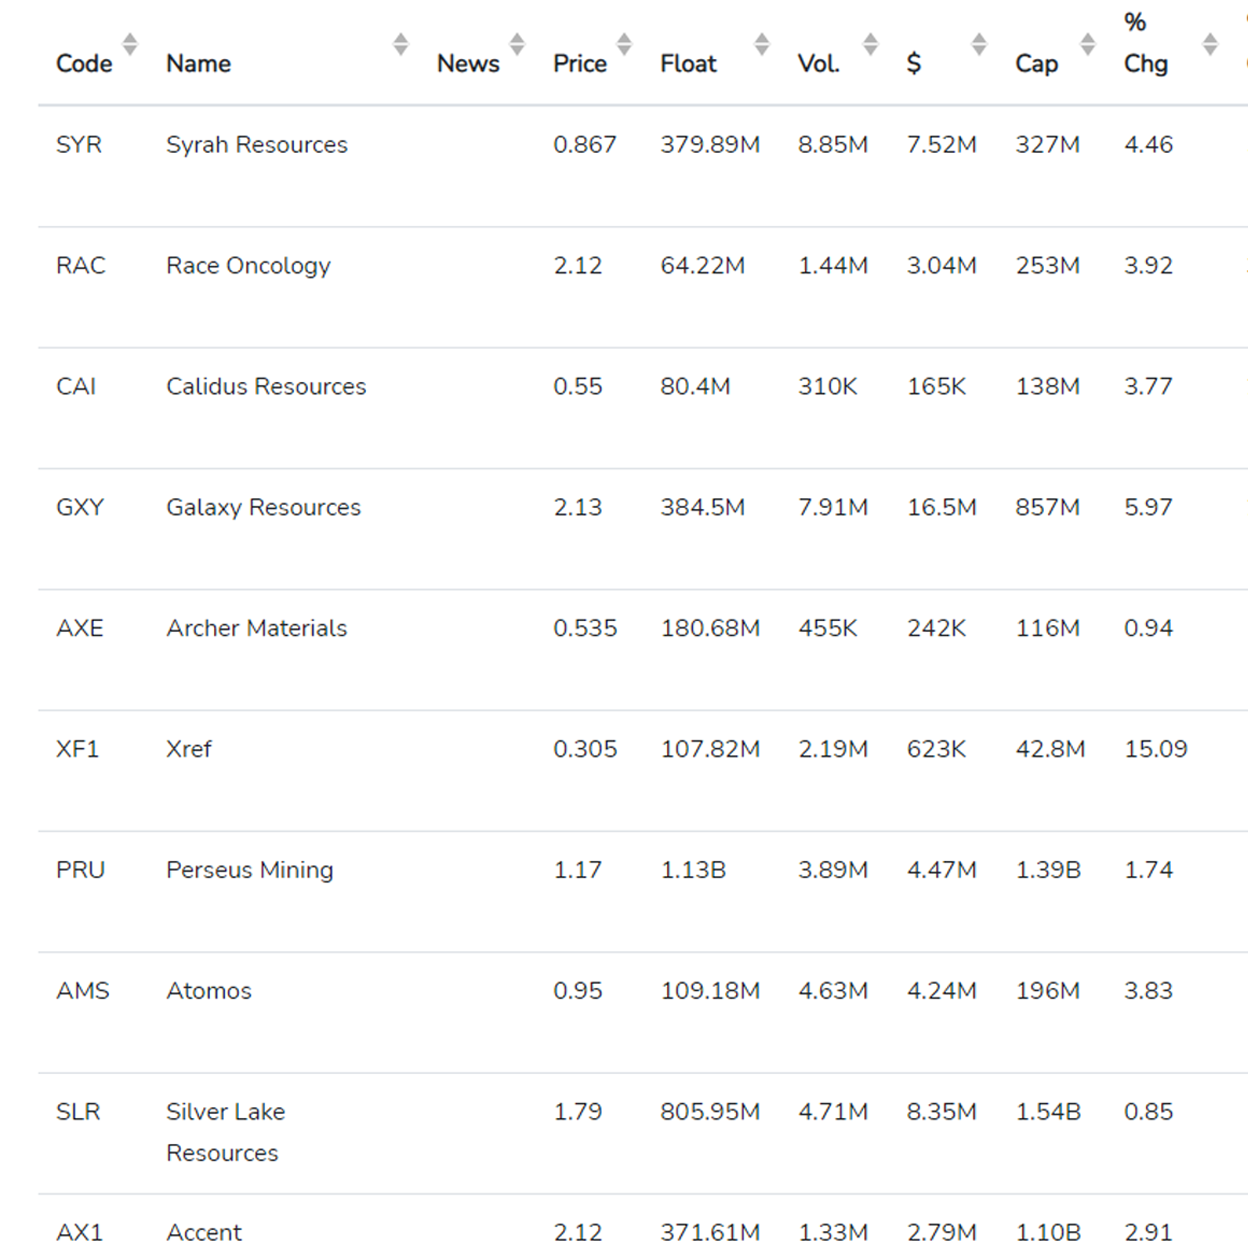 Code Name News Price Float Vol. $ Cap % Chg
SYR Syrah Resources 0.867 379.89M 8.85M 7.52M 327M 4.46
RAC Race Oncology 2.12 64.22M 1.44M 3.04M 253M 3.92
CAI Calidus Resources 0.55 80.4M 310K 165K 138M 3.77
GXY Galaxy Resources 2.13 384.5M 7.91M 16.5M 857M 5.97
AXE Archer Materials 0.535 180.68M 455K 242K 116M 0.94
XF1 Xref 0.305 107.82M 2.19M 623K 42.8M 15.09
PRU Perseus Mining 1.17 1.13B 3.89M 4.47M 1.39B 1.74
AMS Atomos 0.95 109.18M 4.63M 4.24M 196M 3.83
SLR Silver Lake 1.79 805.95M 4.71M 8.35M 1.54B 0.85
Resources
AX1 Accent 2.12 371.61M 1.33M 2.79M 1.10B 2.91